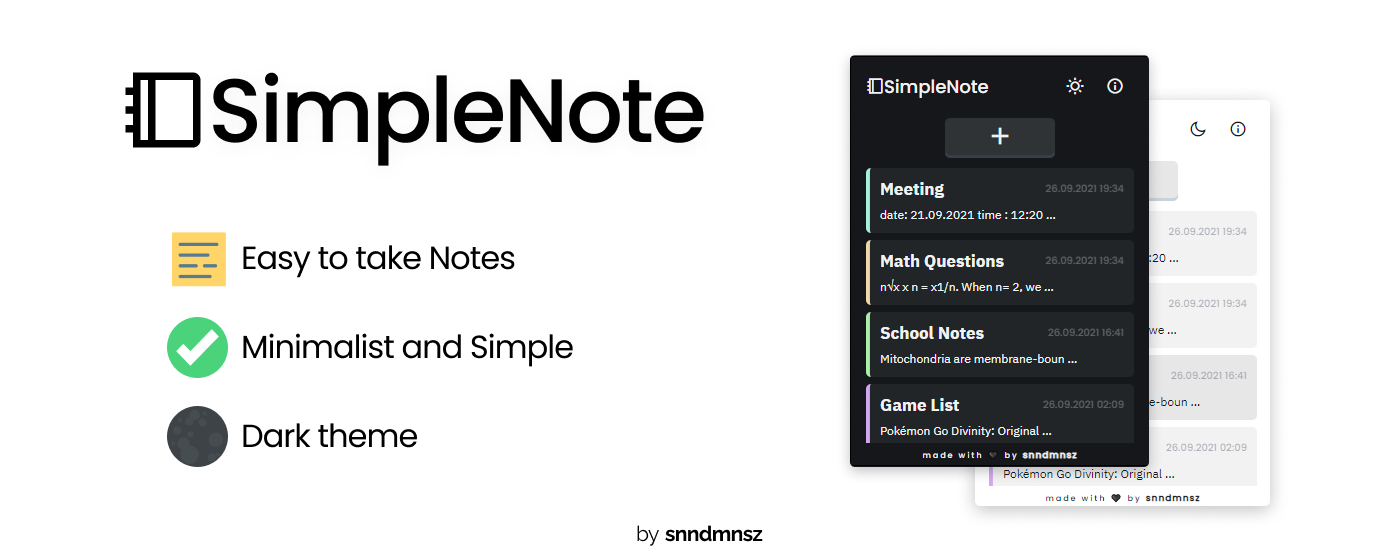 SimpleNote
Easy to take Notes
Minimalist and Simple
Dark theme
SimpleNote
+
Meeting
26.09.2021 19:34
date: 21.09.2021 time : 12:20 ...
Math Questions
26.09.2021 19:34
n√x x n = x1/n. When n= 2, we ...
School Notes
26.09.2021 16:41
Mitochondria are membrane-boun ...
Game List
26.09.2021 02:09
Pokémon Go Divinity: Original ...
made with ♥ by snndmnsz
26.09.2021 19:34
:20 ...
26.09.2021 19:34
we ...
26.09.2021 16:41
e-boun ...
26.09.2021 02:09
Pokémon Go Divinity: Original ...
made with ♥ by snndmnsz
by snndmnsz